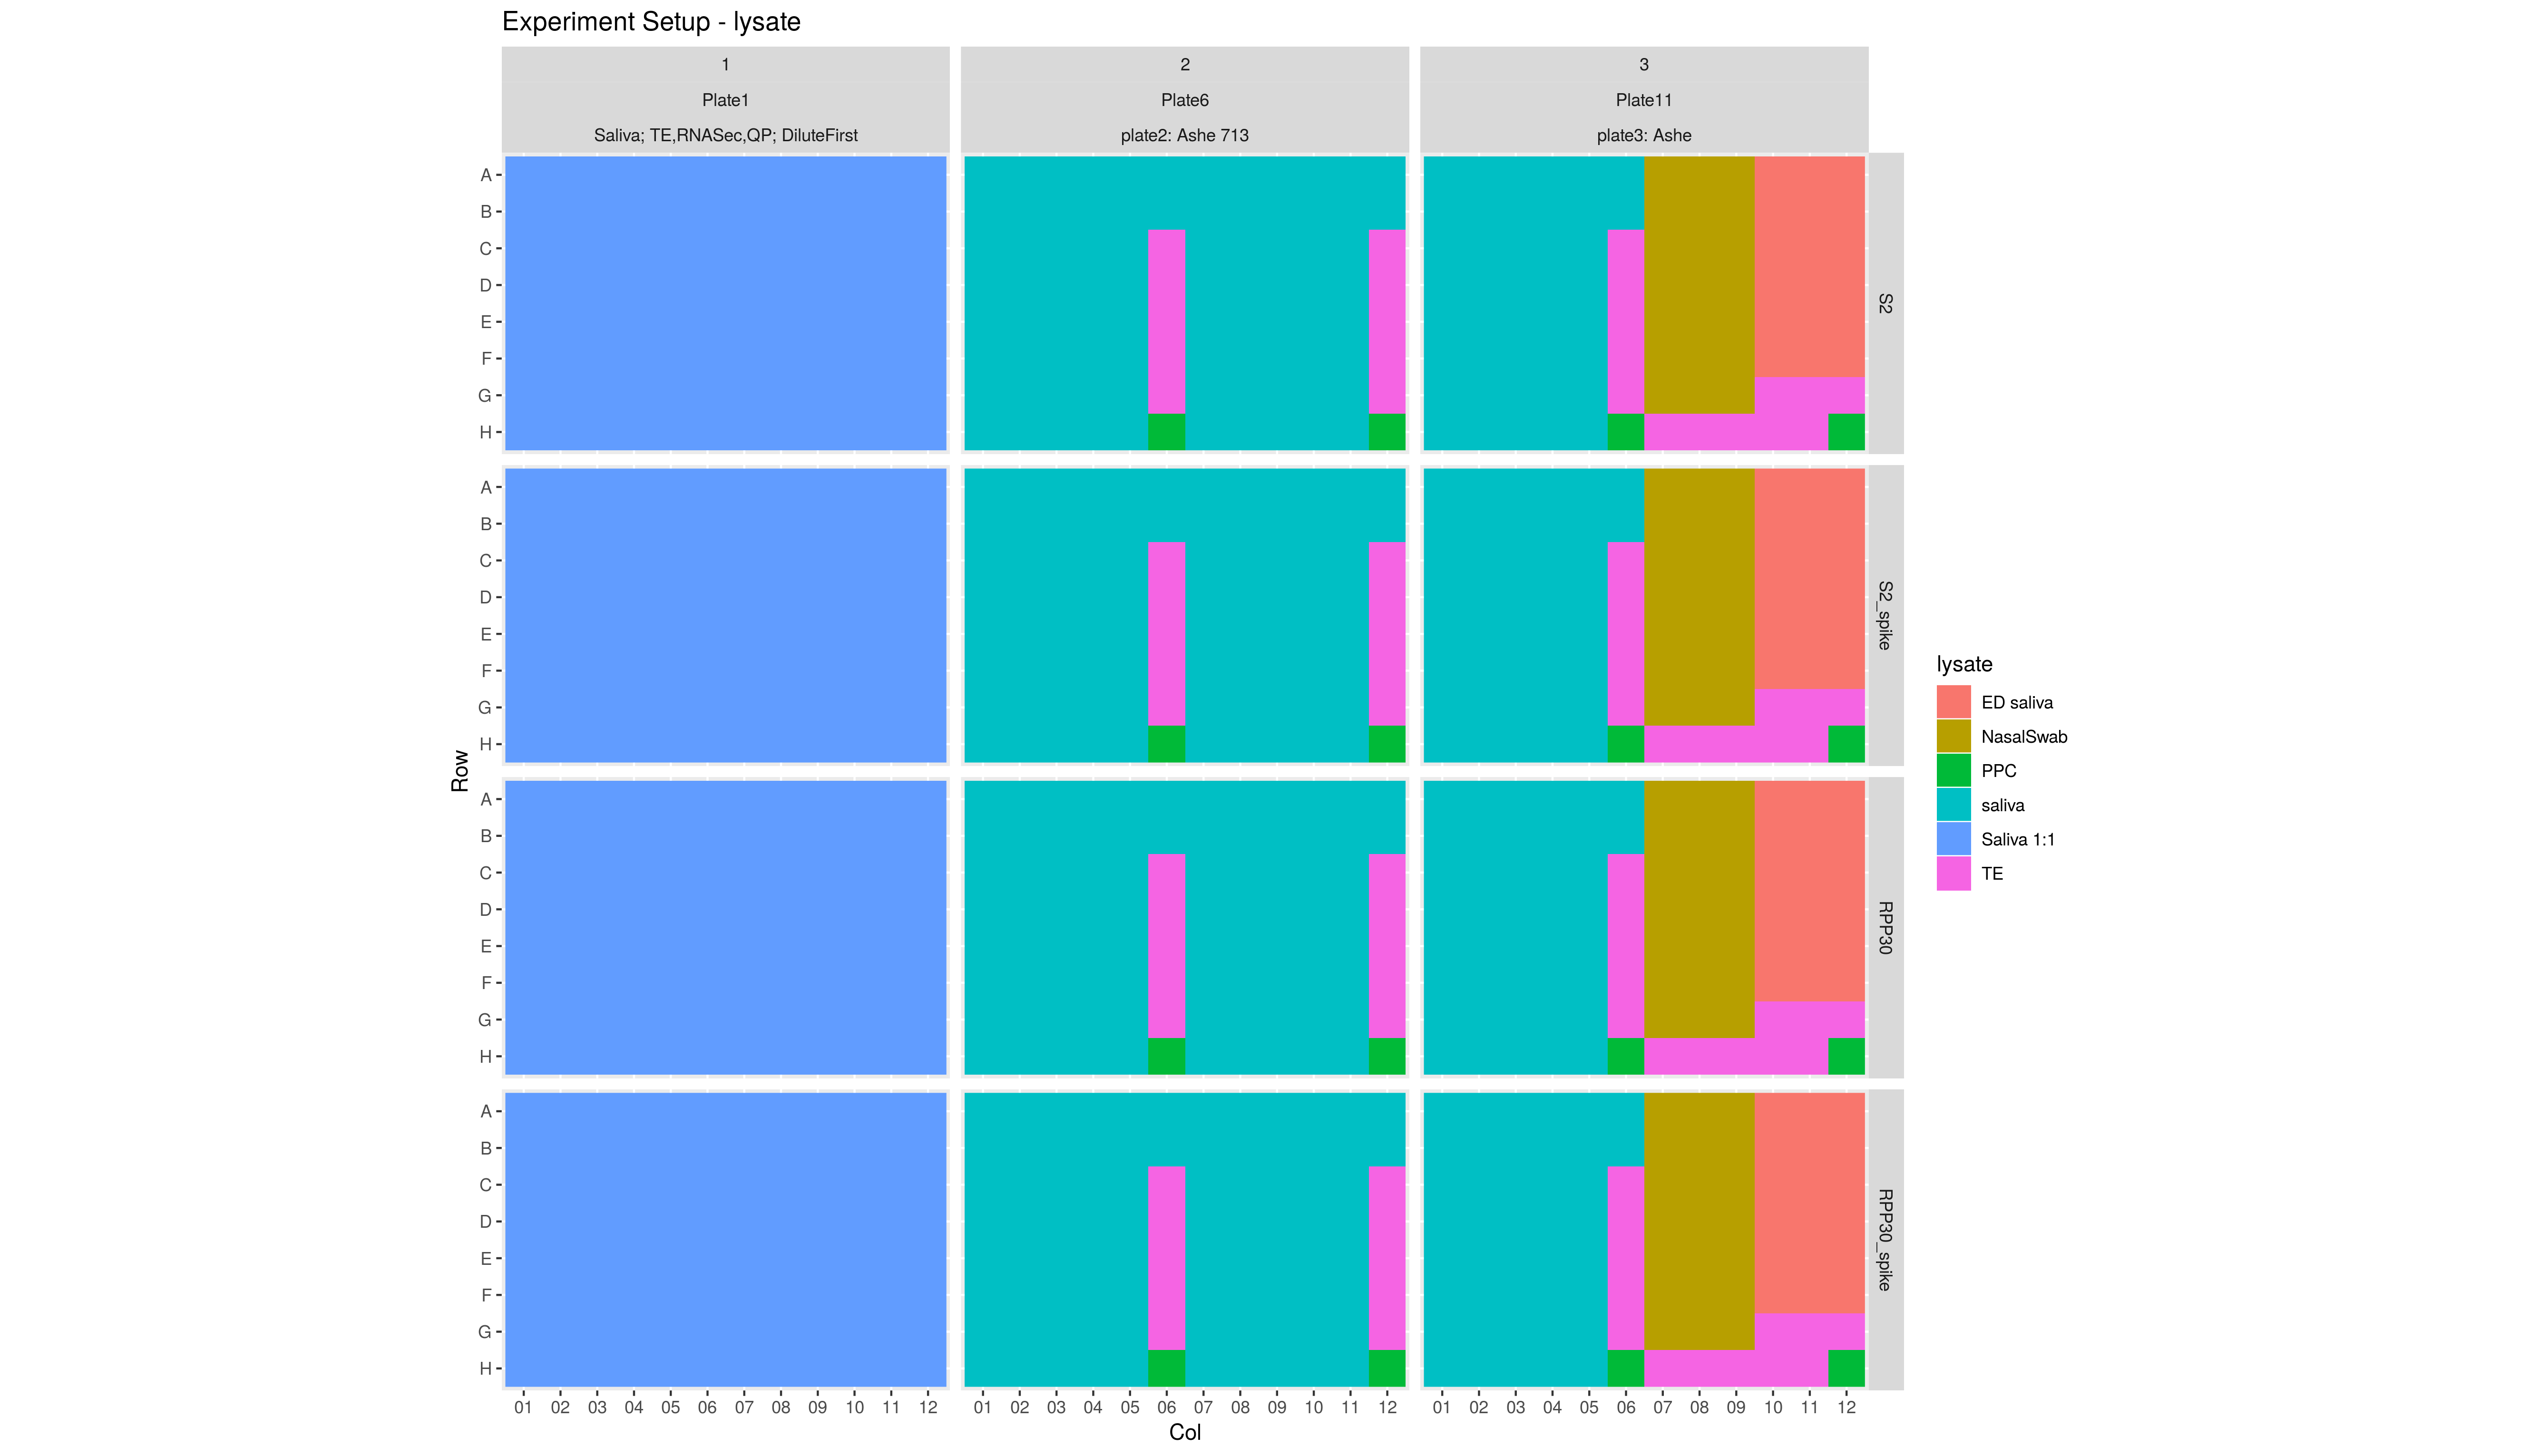 Experiment Setup - lysate
1
2
3
Plate1
Plate6
Plate11
Saliva; TE,RNASec,QP; DiluteFirst
plate2: Ashe 713
plate3: Ashe
A
B
C
D
E
F
G
H
S2
A
B
C
D
E
F
G
H
S2_spike
A
B
C
D
E
F
G
H
RPP30
A
B
C
D
E
F
G
H
RPP30_spike
Row
01 02 03 04 05 06 07 08 09 10 11 12
01 02 03 04 05 06 07 08 09 10 11 12
01 02 03 04 05 06 07 08 09 10 11 12
Col
lysate
ED saliva
NasalSwab
PPC
saliva
Saliva 1:1
TE